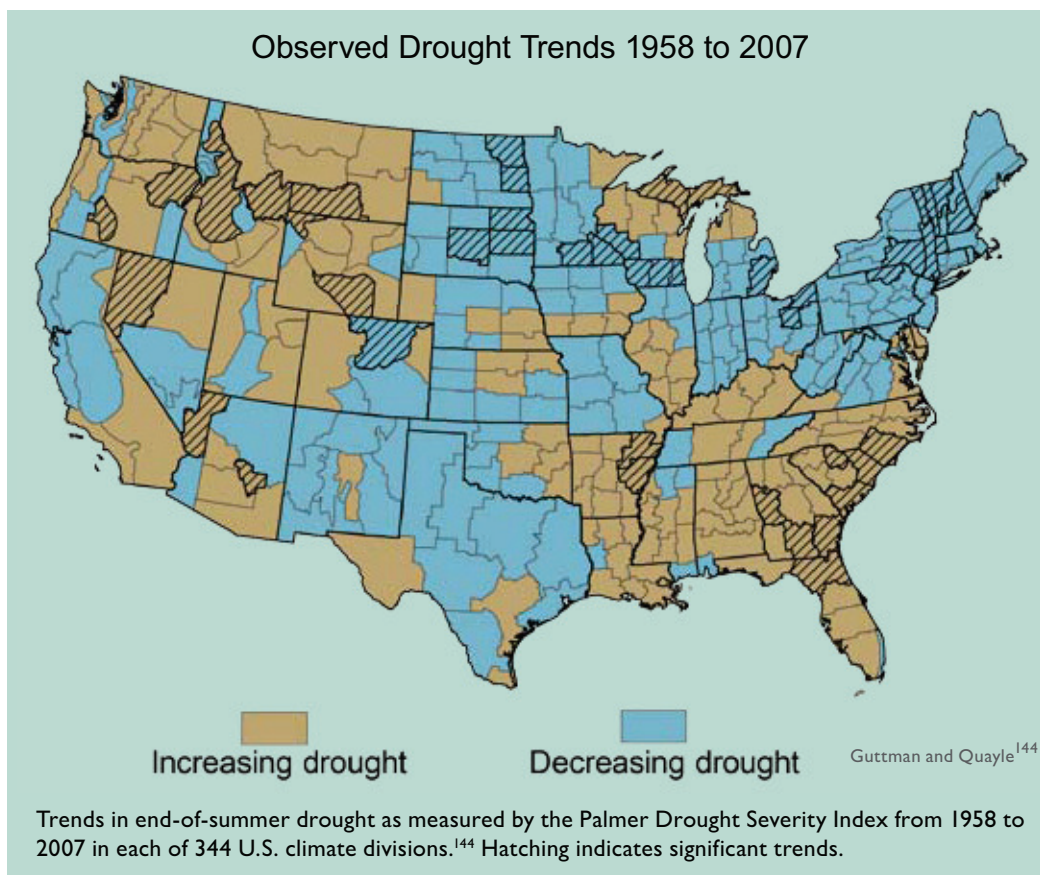 Observed Drought Trends 1958 to 2007
Increasing drought
Decreasing drought
Guttman and Quayle144
Trends in end-of-summer drought as measured by the Palmer Drought Severity Index from 1958 to
2007 in each of 344 U.S. climate divisions.144 Hatching indicates significant trends.